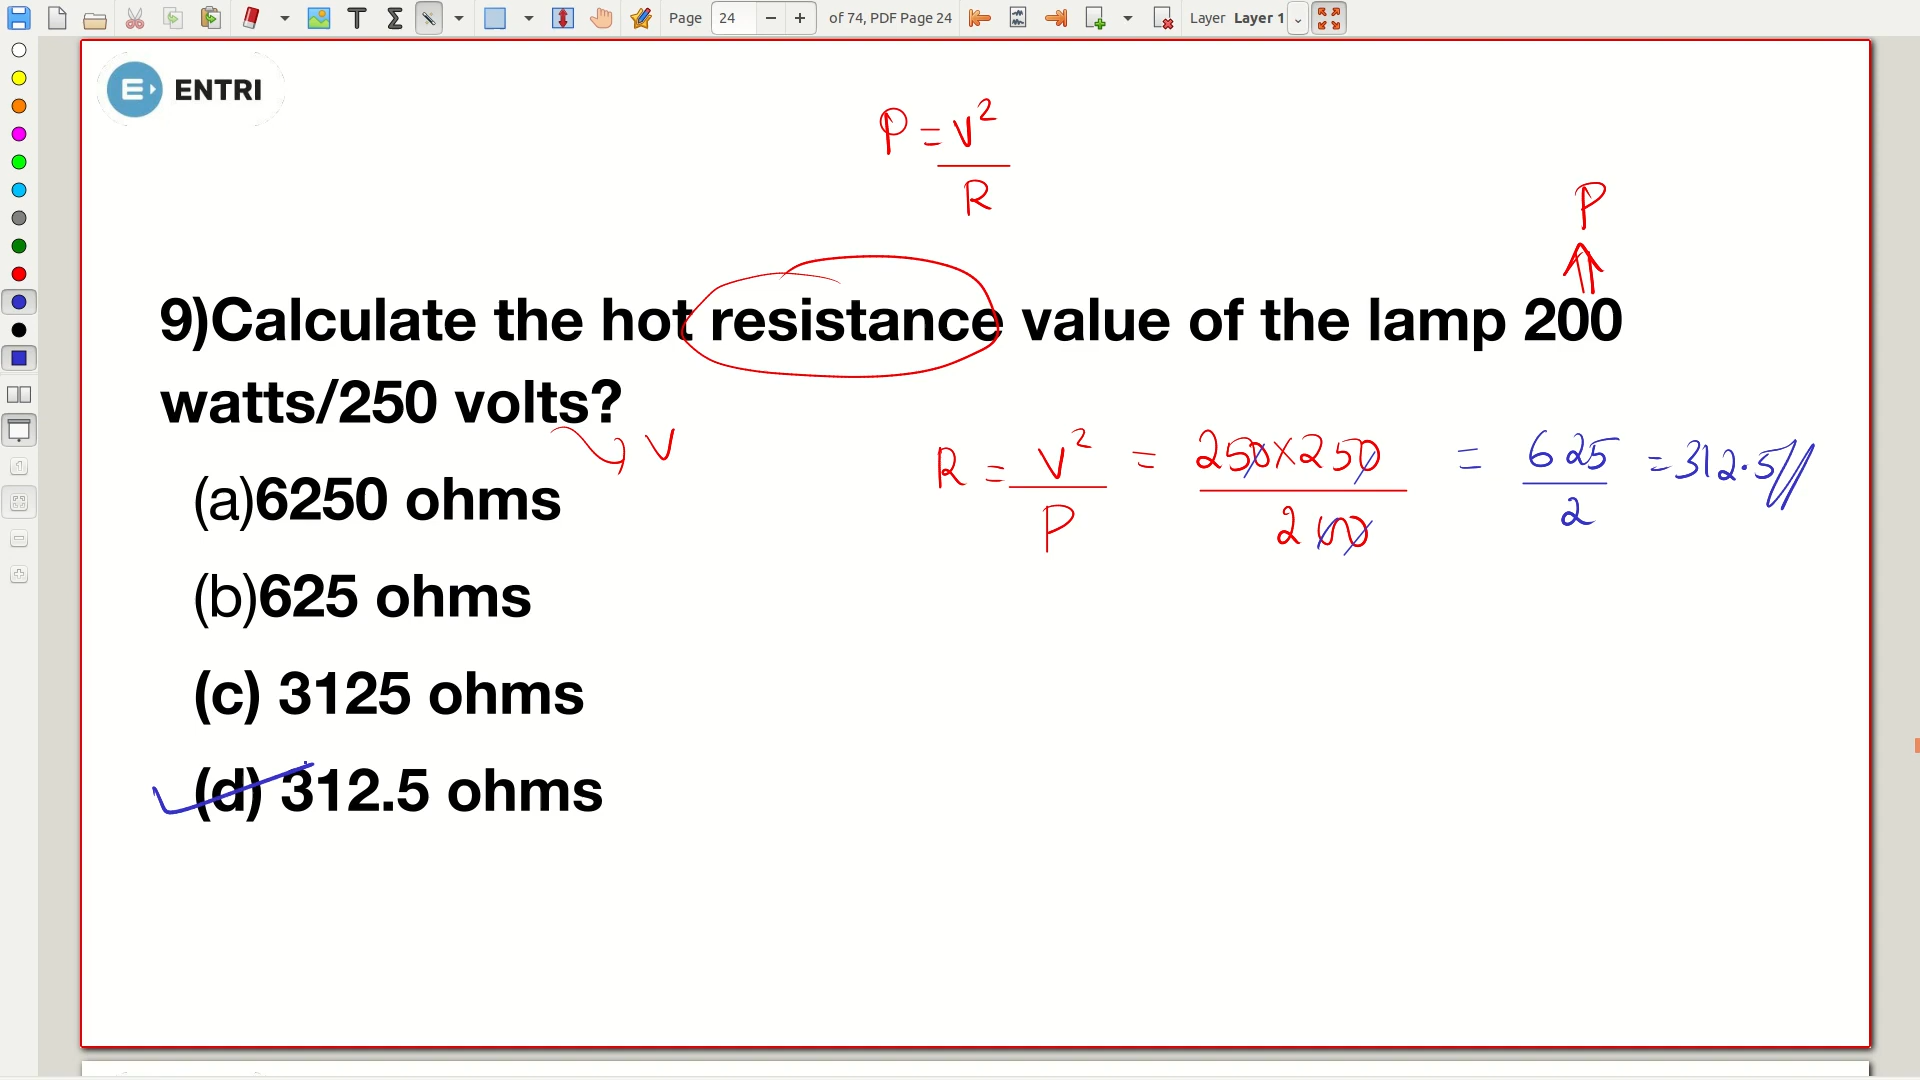 Page 24 of 74, PDF Page 24 Layer Layer 1
ENTRI
P = V²
R
P
9)Calculate the hot resistance value of the lamp 200
watts/250 volts?
V
R = V² = 250×250 = 625 = 312.5
P 200 2
(a)6250 ohms
(b)625 ohms
(c) 3125 ohms
(d) 312.5 ohms